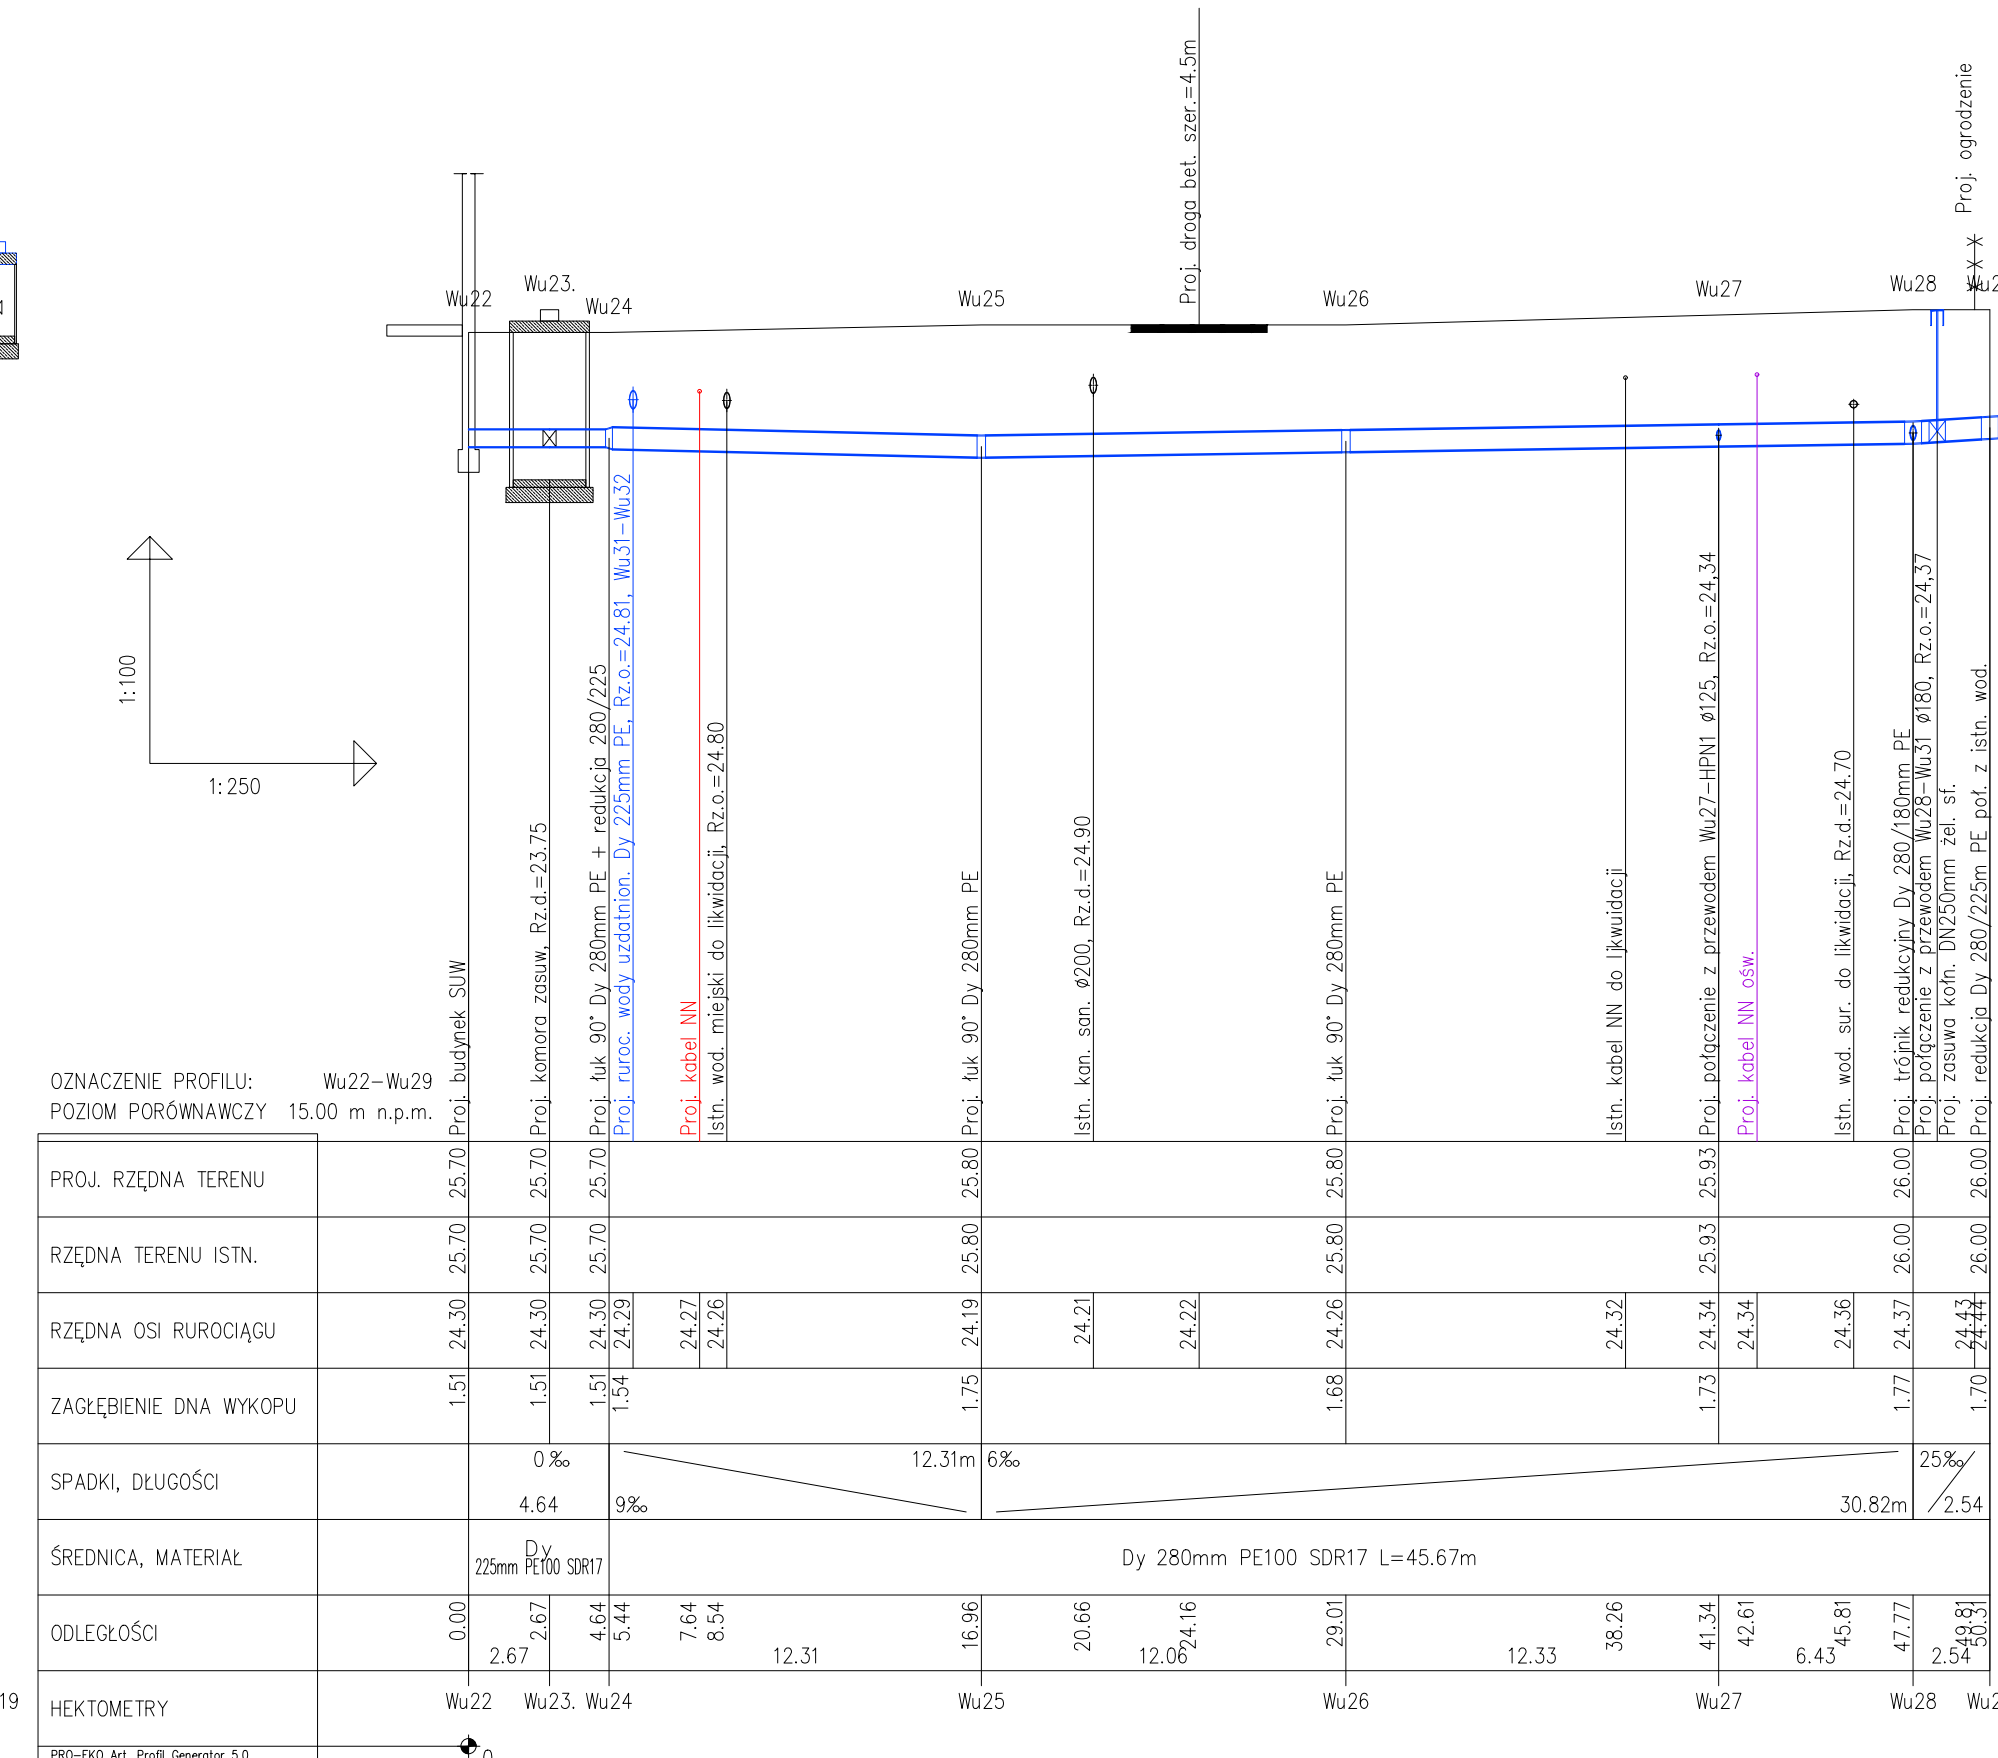 Proj. droga bet. szer.=4.5m
Proj. ogrodzenie
Wu22
Wu23.
Wu24
Wu25
Wu26
Wu27
Wu28
1:100
1:250
Proj. budynek SUW
Proj. komora zasuw, Rz.d.=23.75
Proj. łuk 90° Dy 280mm PE + redukcja 280/225
Proj. ruroc. wody uzdatnion. Dy 225mm PE, Rz.o.=24.81, Wu31-Wu32
Proj. kabel NN
Istn. wod. miejski do likwidacji, Rz.o.=24.80
Proj. łuk 90° Dy 280mm PE
Istn. kan. san. ø200, Rz.d.=24.90
Proj. łuk 90° Dy 280mm PE
Istn. kabel NN do ljkwuidacji
Proj. połączenie z przewodem Wu27-HPN1 ø125, Rz.o.=24,34
Proj. kabel NN ośw.
Istn. wod. sur. do likwidacji, Rz.d.=24.70
Proj. trójnik redukcyjny Dy 280/180mm PE
Proj. połączenie z przewodem Wu28-Wu31 ø180, Rz.o.=24,37
Proj. zasuwa kołn. DN250mm żel. sf.
Proj. redukcja Dy 280/225m PE poł. z istn. wod.
OZNACZENIE PROFILU: Wu22-Wu29
POZIOM PORÓWNAWCZY 15.00 m n.p.m.
PROJ. RZĘDNA TERENU 25.70 25.70 25.70 25.80 25.80 25.93 26.00 26.00
RZĘDNA TERENU ISTN. 25.70 25.70 25.70 25.80 25.80 25.93 26.00 26.00
RZĘDNA OSI RUROCIĄGU 24.30 24.30 24.30 24.29 24.27 24.26 24.19 24.21 24.22 24.26 24.32 24.34 24.34 24.36 24.37 24.43 24.44
ZAGŁĘBIENIE DNA WYKOPU 1.51 1.51 1.51 1.54 1.75 1.68 1.73 1.77 1.70
SPADKI, DŁUGOŚCI
0‰ 12.31m 6‰ 25‰
4.64 9‰ 30.82m 2.54
ŚREDNICA, MATERIAŁ
Dy
225mm PE100 SDR17
Dy 280mm PE100 SDR17 L=45.67m
ODLEGŁOŚCI 0.00 2.67 4.64 5.44 7.64 8.54 16.96 20.66 24.16 29.01 38.26 41.34 42.61 45.81 47.77 49.81 50.31
2.67 12.31 12.06 12.33 6.43 2.54
19
HEKTOMETRY Wu22 Wu23. Wu24 Wu25 Wu26 Wu27 Wu28
PRO-EKO Art. Profil Generator 5.0
0